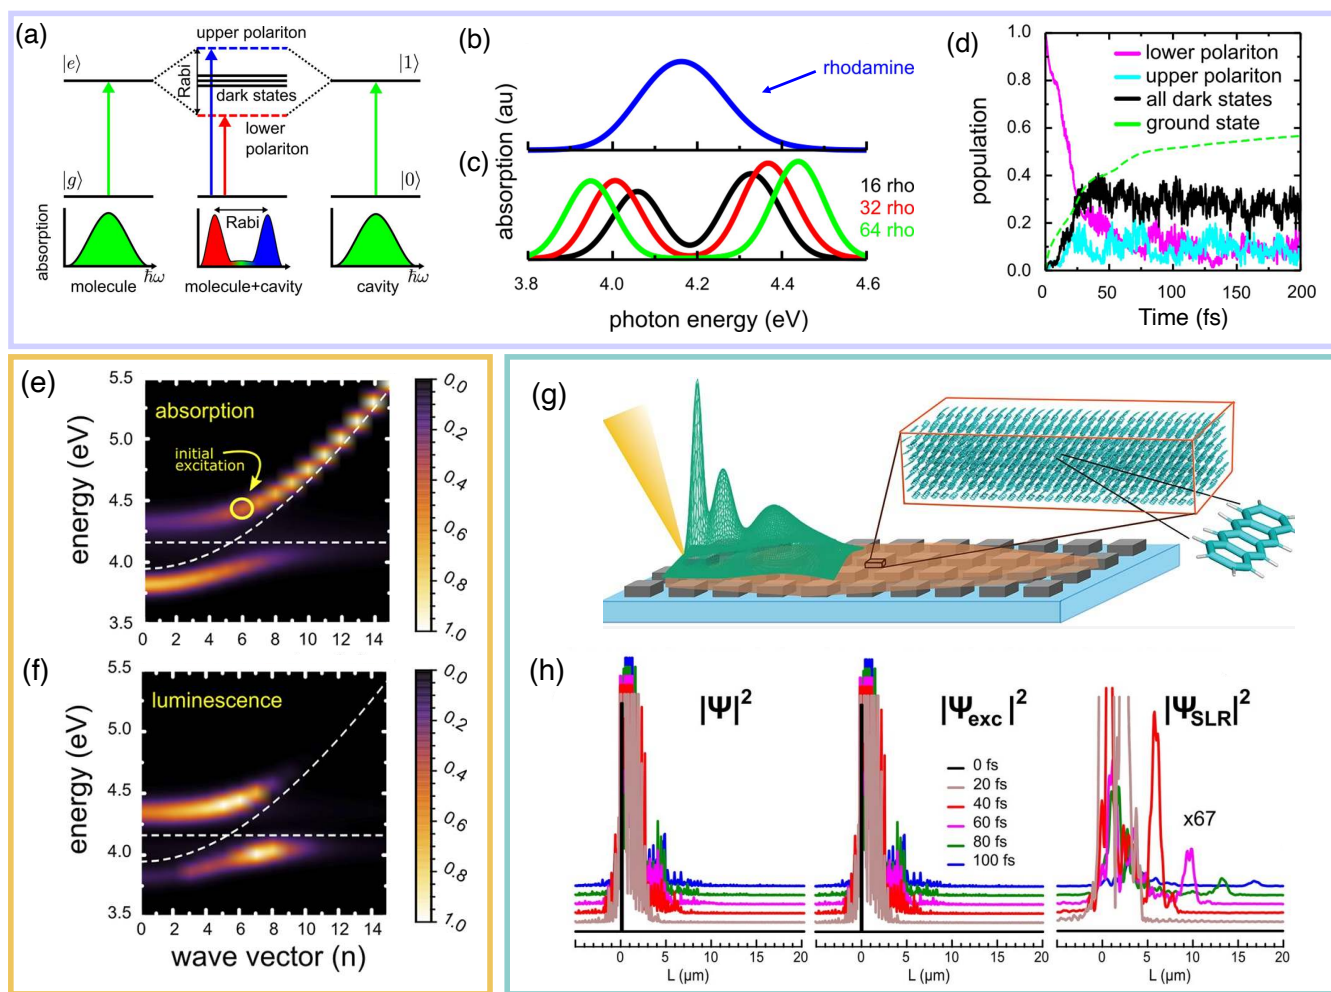 (a)
upper polariton
|e⟩
|1⟩
Rabi
dark states
lower
polariton
|g⟩
|0⟩
absorption
Rabi
ħω
ħω
molecule
molecule+cavity
cavity
(b)
rhodamine
(c)
absorption (au)
16 rho
32 rho
64 rho
3.8
4.0
4.2
4.4
4.6
photon energy (eV)
(d)
lower polariton
upper polariton
all dark states
ground state
population
1.0
0.8
0.6
0.4
0.2
0.0
0
50
100
150
200
Time (fs)
(e)
absorption
initial
excitation
energy (eV)
5.5
5.0
4.5
4.0
3.5
0 2 4 6 8 10 12 14
0.0
0.2
0.4
0.6
0.8
1.0
(f)
luminescence
energy (eV)
5.5
5.0
4.5
4.0
3.5
0 2 4 6 8 10 12 14
wave vector (n)
0.0
0.2
0.4
0.6
0.8
1.0
(g)
(h)
|Ψ|²
|Ψexc|²
|ΨSLR|²
0 fs
20 fs
40 fs
60 fs
80 fs
100 fs
x67
0 5 10 15 20
L (µm)
0 5 10 15 20
L (µm)
0 5 10 15 20
L (µm)